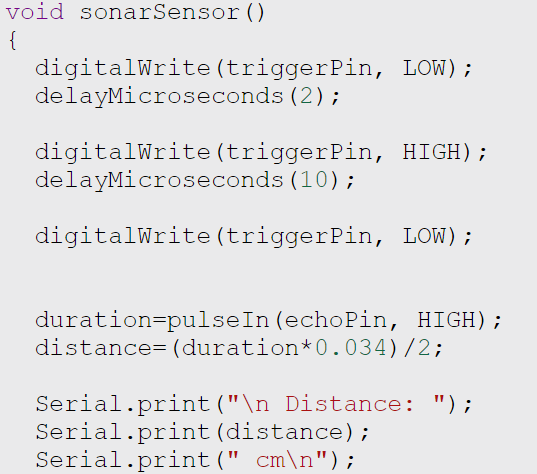 void sonarSensor()
{
  digitalWrite(triggerPin, LOW);
  delayMicroseconds(2);
  digitalWrite(triggerPin, HIGH);
  delayMicroseconds(10);
  digitalWrite(triggerPin, LOW);
  duration=pulseIn(echoPin, HIGH);
  distance=(duration*0.034)/2;
  Serial.print("\n Distance: ");
  Serial.print(distance);
  Serial.print(" cm\n");